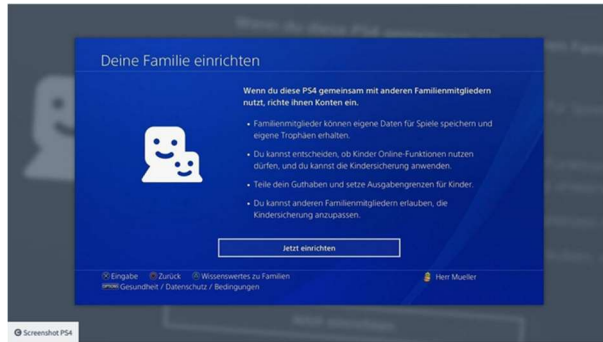 Deine Familie einrichten
Wenn du diese PS4 gemeinsam mit anderen Familienmitgliedern
nutzt, richte ihnen Konten ein.
• Familienmitglieder können eigene Daten für Spiele speichern und
eigene Trophäen erhalten.
• Du kannst entscheiden, ob Kinder Online-Funktionen nutzen
dürfen, und du kannst die Kindersicherung anwenden.
• Teile dein Guthaben und setze Ausgabengrenzen für Kinder.
• Du kannst anderen Familienmitgliedern erlauben, die
Kindersicherung anzupassen.
Jetzt einrichten
Eingabe Zurück Wissenswertes zu Familien
Herr Mueller
OPTIONS Gesundheit / Datenschutz / Bedingungen
Screenshot PS4